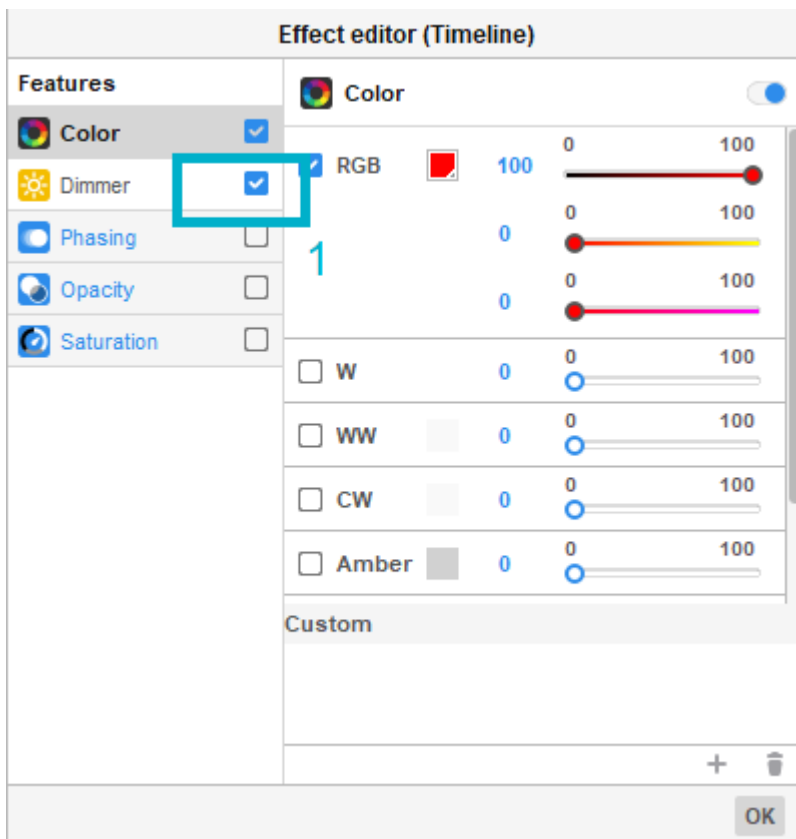 Effect editor (Timeline)
Features
Color
Dimmer
Phasing
Opacity
Saturation
1
Color
RGB 100 0 100
0 0 100
0 0 100
W 0 0 100
WW 0 0 100
CW 0 0 100
Amber 0 0 100
Custom
+
OK